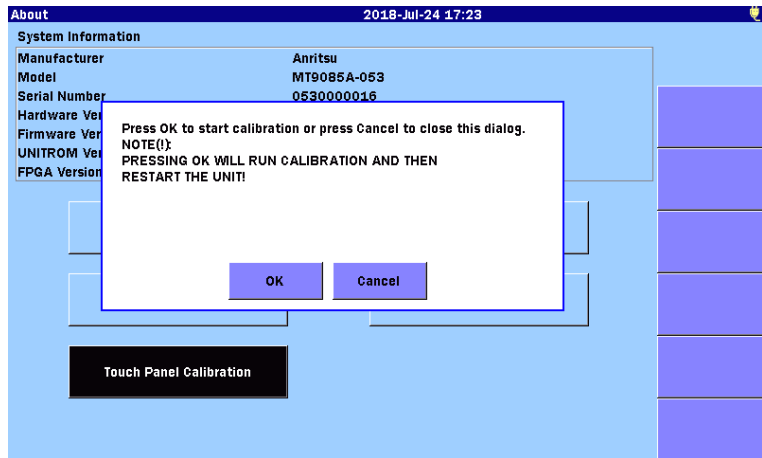 About 2018-Jul-24 17:23
System Information
Manufacturer Anritsu
Model MT9085A-053
Serial Number 0530000016
Hardware Ve
Firmware Ver
UNITROM Ve
FPGA Version
Press OK to start calibration or press Cancel to close this dialog.
NOTE(!):
PRESSING OK WILL RUN CALIBRATION AND THEN
RESTART THE UNIT!
OK Cancel
Touch Panel Calibration